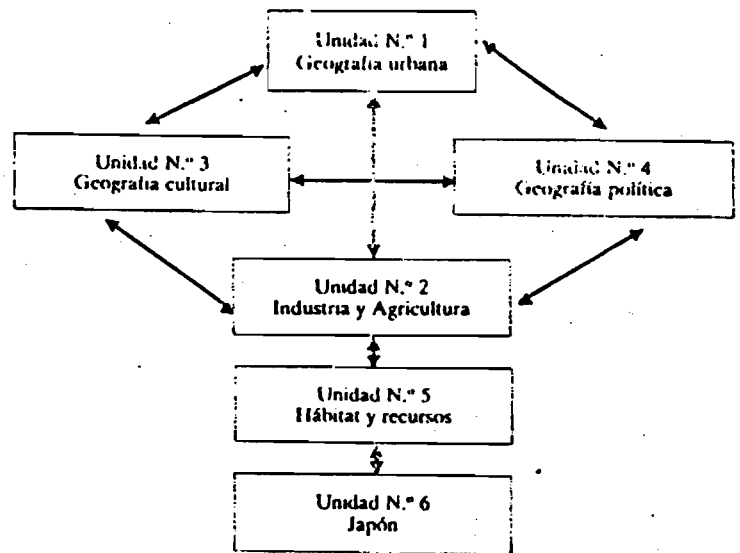 Unidad N.º 1
Geografía urbana
Unidad N.º 3
Geografía cultural
Unidad N.º 4
Geografía política
Unidad N.º 2
Industria y Agricultura
Unidad N.º 5
Hábitat y recursos
Unidad N.º 6
Japón